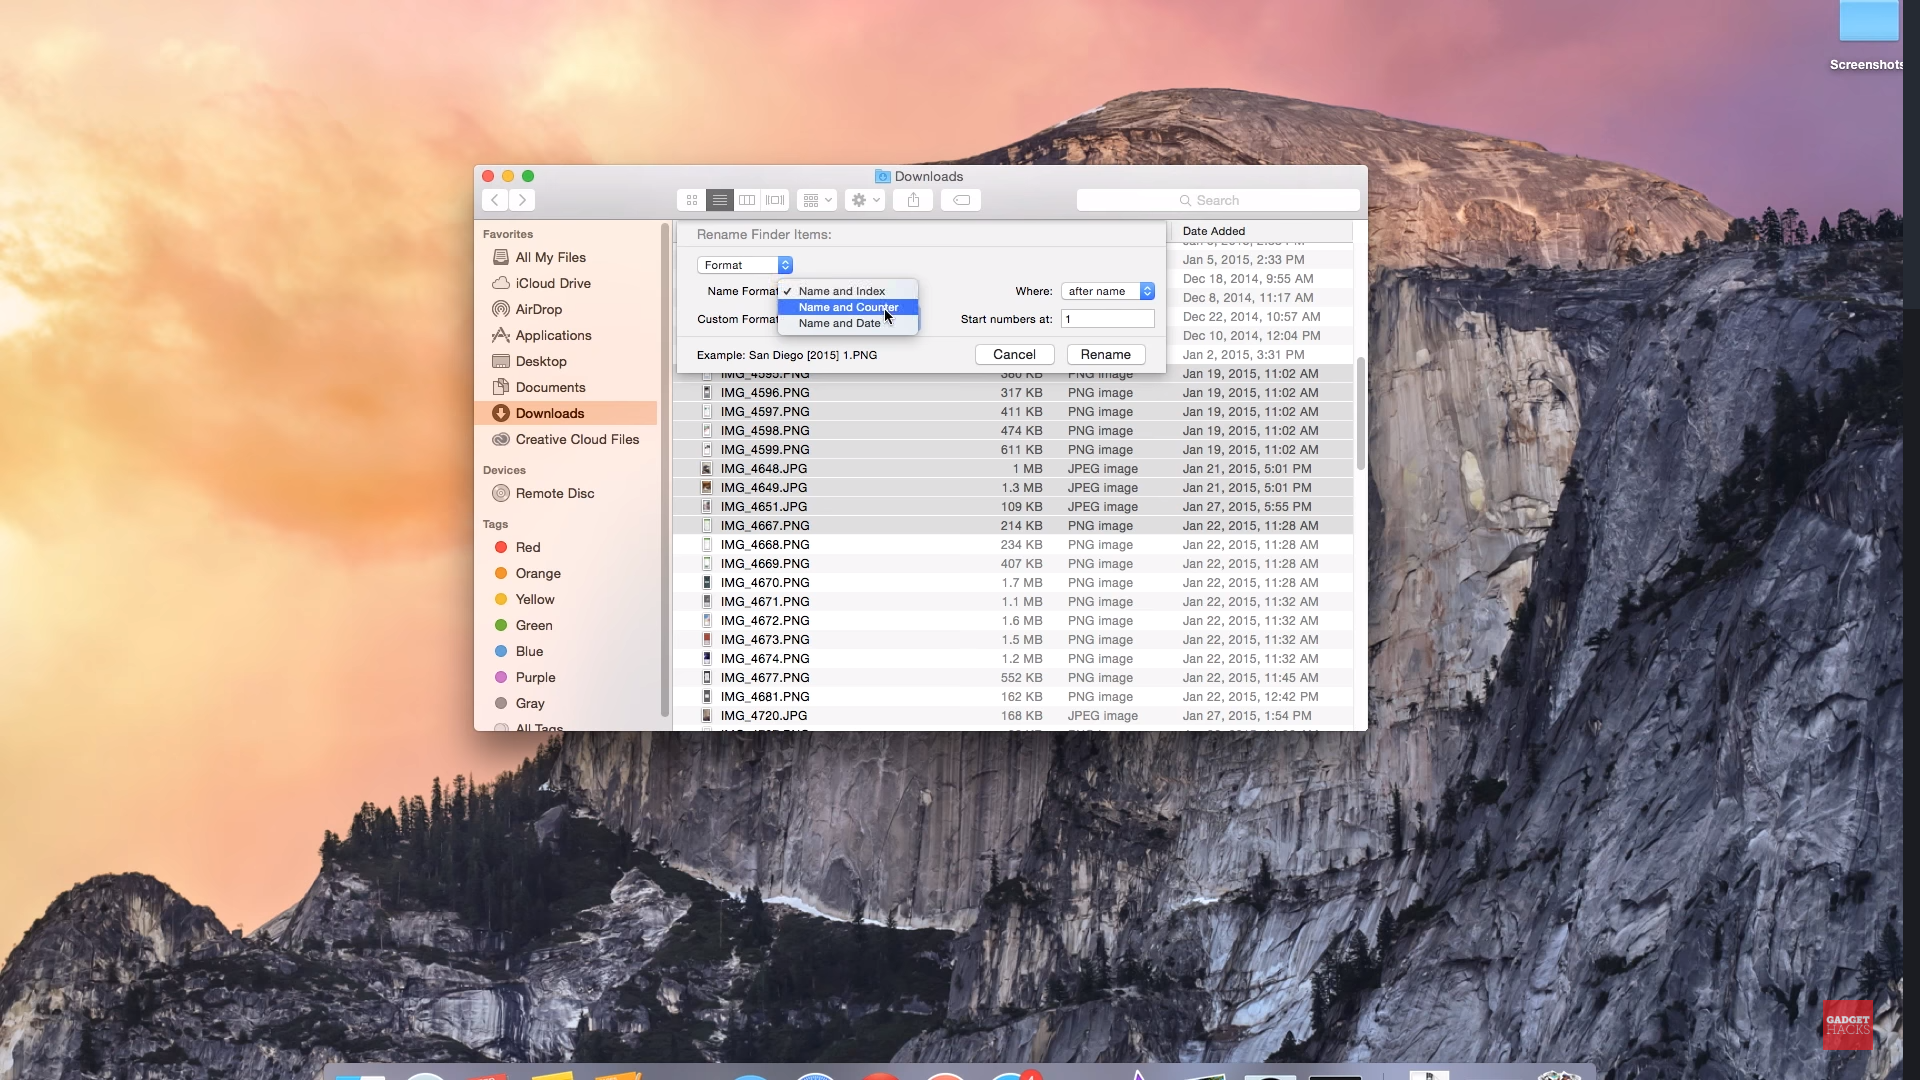 Screenshots
Downloads
Search
Favorites
All My Files
iCloud Drive
AirDrop
Applications
Desktop
Documents
Downloads
Creative Cloud Files
Devices
Remote Disc
Tags
Red
Orange
Yellow
Green
Blue
Purple
Gray
All Tags
Rename Finder Items:
Format
Name Format
✓ Name and Index
Name and Counter
Name and Date
Where: after name
Custom Format
Start numbers at: 1
Example: San Diego [2015] 1.PNG
Cancel Rename
Date Added
Jan 5, 2015, 2:33 PM
Dec 18, 2014, 9:55 AM
Dec 8, 2014, 11:17 AM
Dec 22, 2014, 10:57 AM
Dec 10, 2014, 12:04 PM
Jan 2, 2015, 3:31 PM
IMG_4595.PNG 380 KB PNG image Jan 19, 2015, 11:02 AM
IMG_4596.PNG 317 KB PNG image Jan 19, 2015, 11:02 AM
IMG_4597.PNG 411 KB PNG image Jan 19, 2015, 11:02 AM
IMG_4598.PNG 474 KB PNG image Jan 19, 2015, 11:02 AM
IMG_4599.PNG 611 KB PNG image Jan 19, 2015, 11:02 AM
IMG_4648.JPG 1 MB JPEG image Jan 21, 2015, 5:01 PM
IMG_4649.JPG 1.3 MB JPEG image Jan 21, 2015, 5:01 PM
IMG_4651.JPG 109 KB JPEG image Jan 27, 2015, 5:55 PM
IMG_4667.PNG 214 KB PNG image Jan 22, 2015, 11:28 AM
IMG_4668.PNG 234 KB PNG image Jan 22, 2015, 11:28 AM
IMG_4669.PNG 407 KB PNG image Jan 22, 2015, 11:28 AM
IMG_4670.PNG 1.7 MB PNG image Jan 22, 2015, 11:28 AM
IMG_4671.PNG 1.1 MB PNG image Jan 22, 2015, 11:32 AM
IMG_4672.PNG 1.6 MB PNG image Jan 22, 2015, 11:32 AM
IMG_4673.PNG 1.5 MB PNG image Jan 22, 2015, 11:32 AM
IMG_4674.PNG 1.2 MB PNG image Jan 22, 2015, 11:32 AM
IMG_4677.PNG 552 KB PNG image Jan 22, 2015, 11:45 AM
IMG_4681.PNG 162 KB PNG image Jan 22, 2015, 12:42 PM
IMG_4720.JPG 168 KB JPEG image Jan 27, 2015, 1:54 PM
GADGET
HACKS